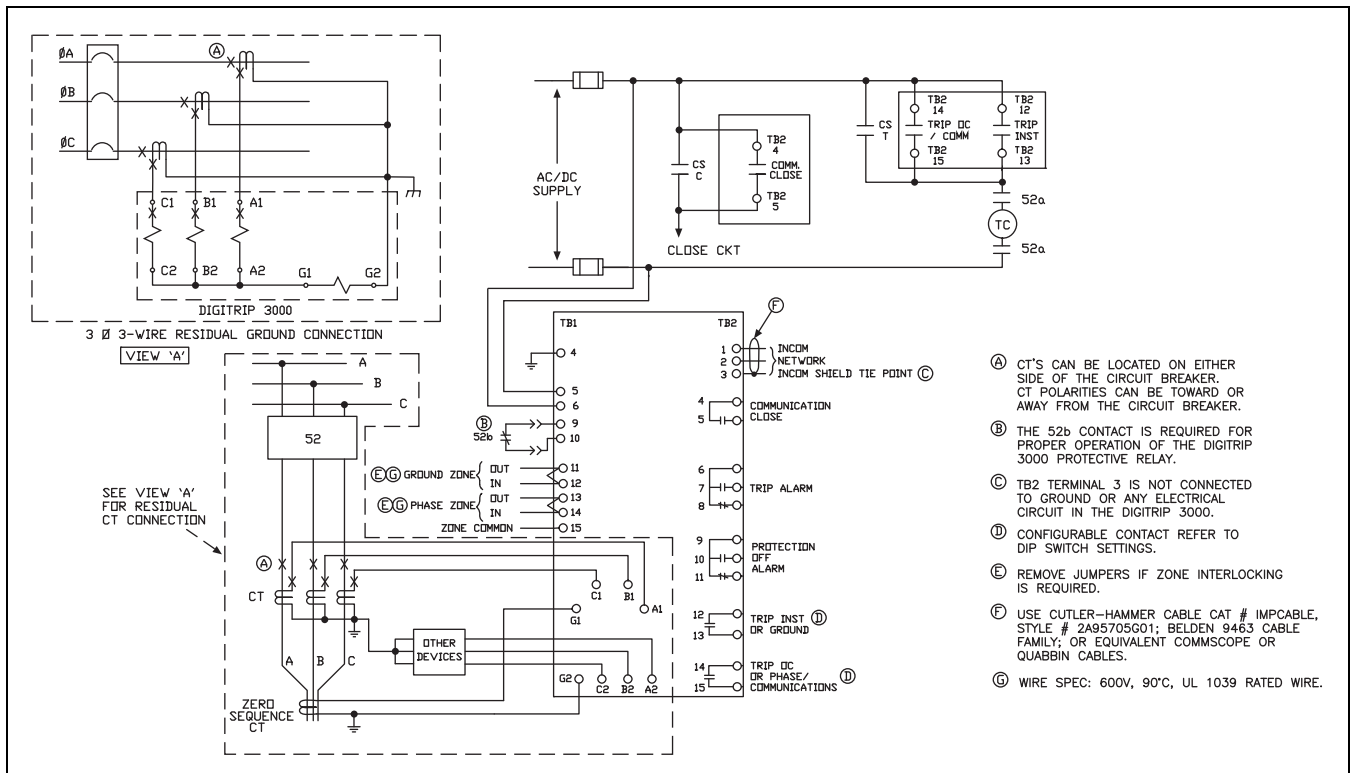 ØA
ØB
ØC
A
C1 B1 A1
C2 B2 A2 G1 G2
DIGITRIP 3000
3 Ø 3-WIRE RESIDUAL GROUND CONNECTION
VIEW 'A'
AC/DC
SUPPLY
CS
C
TB2
4
COMM.
CLOSE
TB2
5
CLOSE CKT
CS
T
TB2
14
TRIP OC
/ COMM
TB2
15
TB2
12
TRIP
INST
TB2
13
52a
TC
52a
A
B
C
52
SEE VIEW 'A'
FOR RESIDUAL
CT CONNECTION
A
CT
A B C
ZERO
SEQUENCE
CT
OTHER
DEVICES
TB1
4
5
6
B
52b
9
10
E G GROUND ZONE
OUT 11
IN 12
E G PHASE ZONE
OUT 13
IN 14
ZONE COMMON 15
C1 B1 A1
G1
G2 C2 B2 A2
TB2
F
1 INCOM
2 NETWORK
3 INCOM SHIELD TIE POINT C
4 COMMUNICATION
5 CLOSE
6
7 TRIP ALARM
8
9 PROTECTION
10 OFF
11 ALARM
12 TRIP INST D
13 OR GROUND
14 TRIP OC
OR PHASE/ D
15 COMMUNICATIONS
A CT'S CAN BE LOCATED ON EITHER
SIDE OF THE CIRCUIT BREAKER.
CT POLARITIES CAN BE TOWARD OR
AWAY FROM THE CIRCUIT BREAKER.
B THE 52b CONTACT IS REQUIRED FOR
PROPER OPERATION OF THE DIGITRIP
3000 PROTECTIVE RELAY.
C TB2 TERMINAL 3 IS NOT CONNECTED
TO GROUND OR ANY ELECTRICAL
CIRCUIT IN THE DIGITRIP 3000.
D CONFIGURABLE CONTACT REFER TO
DIP SWITCH SETTINGS.
E REMOVE JUMPERS IF ZONE INTERLOCKING
IS REQUIRED.
F USE CUTLER-HAMMER CABLE CAT # IMPCABLE,
STYLE # 2A95705G01; BELDEN 9463 CABLE
FAMILY; OR EQUIVALENT COMMSCOPE OR
QUABBIN CABLES.
G WIRE SPEC: 600V, 90°C, UL 1039 RATED WIRE.